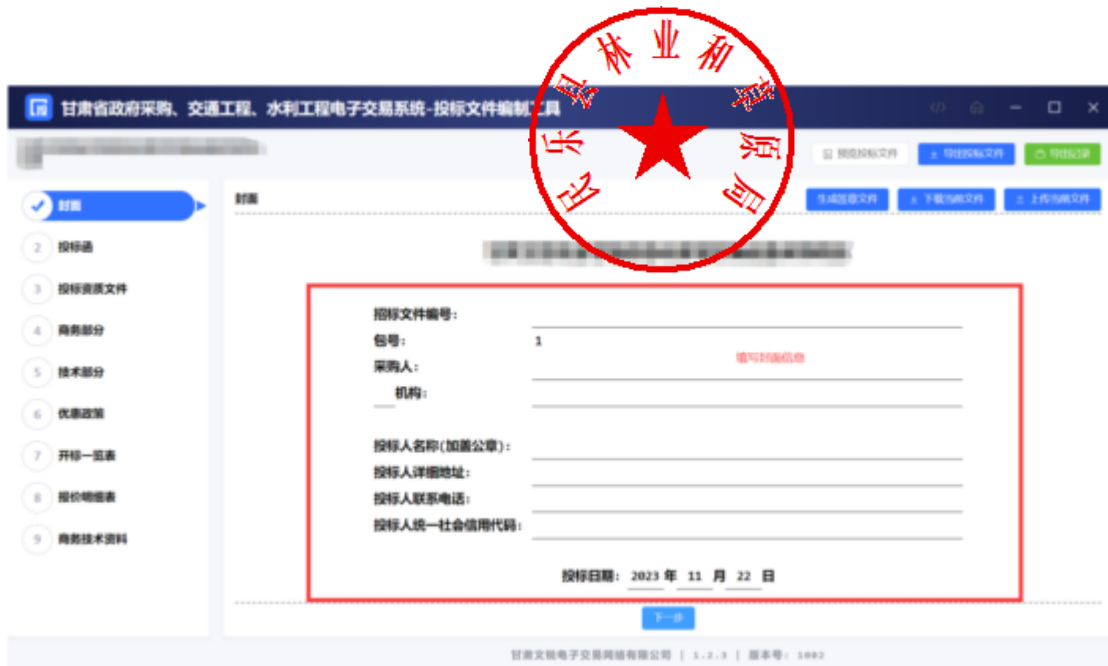 民乐县林业和草原局
甘肃省政府采购、交通工程、水利工程电子交易系统-投标文件编制工具
预览投标文件 导出投标文件 导出记录
封面
2 投标函
3 投标资质文件
4 商务部分
5 技术部分
6 优惠政策
7 开标一览表
8 报价明细表
9 商务技术资料
封面
生成签章文件 下载当前文件 上传当前文件
招标文件编号:
包号: 1
填写封面信息
采购人:
机构:
投标人名称(加盖公章):
投标人详细地址:
投标人联系电话:
投标人统一社会信用代码:
投标日期: 2023 年 11 月 22 日
下一步
甘肃文锐电子交易网络有限公司 | 1.2.3 | 版本号: 1002